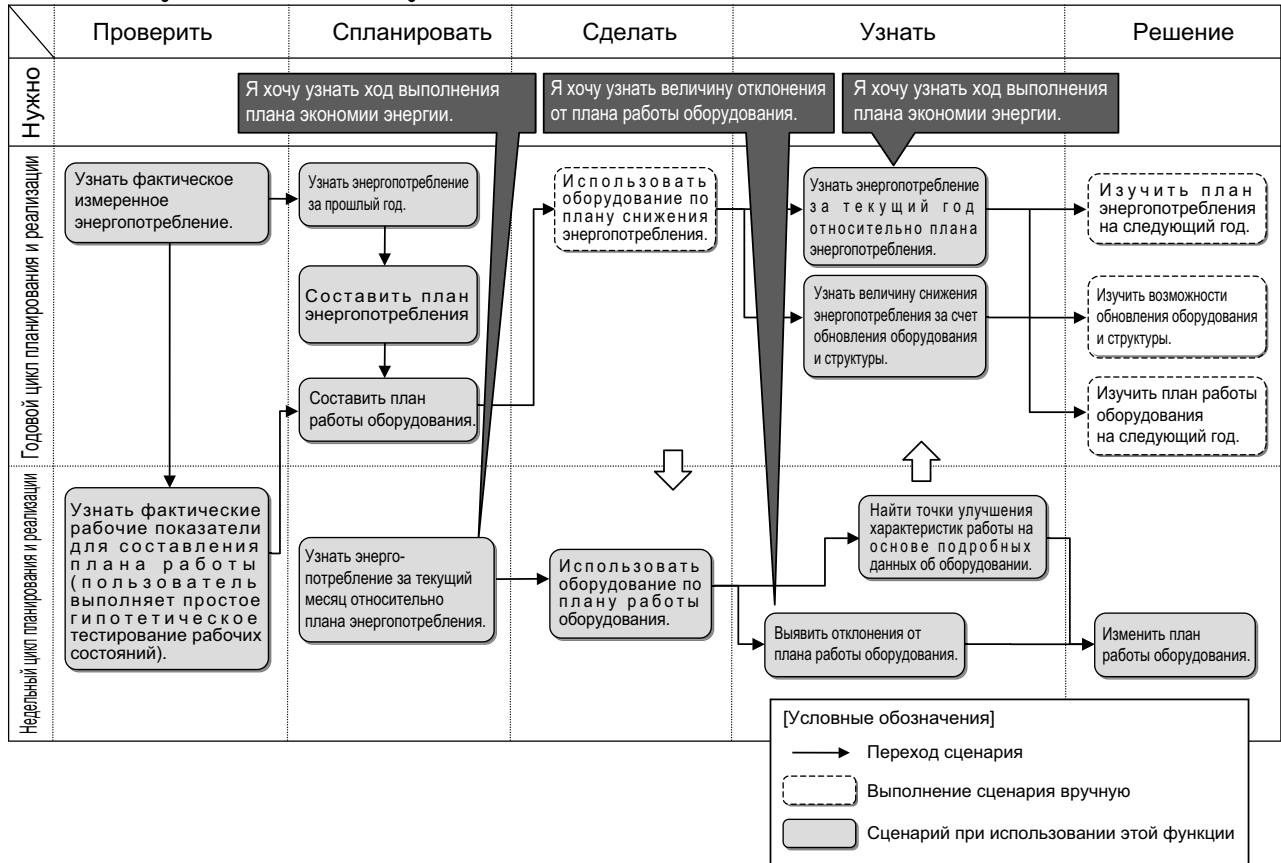 Проверить
Спланировать
Сделать
Узнать
Решение
Нужно
Я хочу узнать ход выполнения
плана экономии энергии.
Я хочу узнать величину отклонения
от плана работы оборудования.
Я хочу узнать ход выполнения
плана экономии энергии.
Годовой цикл планирования и реализации
Узнать фактическое
измеренное
энергопотребление.
Узнать энергопотребление
за прошлый год.
Составить план
энергопотребления
Составить план
работы оборудования.
Использовать
оборудование по
плану снижения
энергопотребления.
Узнать энергопотребление
за текущий год
относительно плана
энергопотребления.
Узнать величину снижения
энергопотребления за счет
обновления оборудования
и структуры.
Изучить план
энергопотребления
на следующий год.
Изучить возможности
обновления оборудования
и структуры.
Изучить план работы
оборудования
на следующий год.
Недельный цикл планирования и реализации
Узнать фактические
рабочие показатели
для составления
плана работы
(пользователь
выполняет простое
гипотетическое
тестирование рабочих
состояний).
Узнать энерго-
потребление за текущий
месяц относительно
плана энергопотребления.
Использовать
оборудование по
плану работы
оборудования.
Найти точки улучшения
характеристик работы на
основе подробных
данных об оборудовании.
Выявить отклонения от
плана работы оборудования.
Изменить план
работы оборудования.
[Условные обозначения]
Переход сценария
Выполнение сценария вручную
Сценарий при использовании этой функции